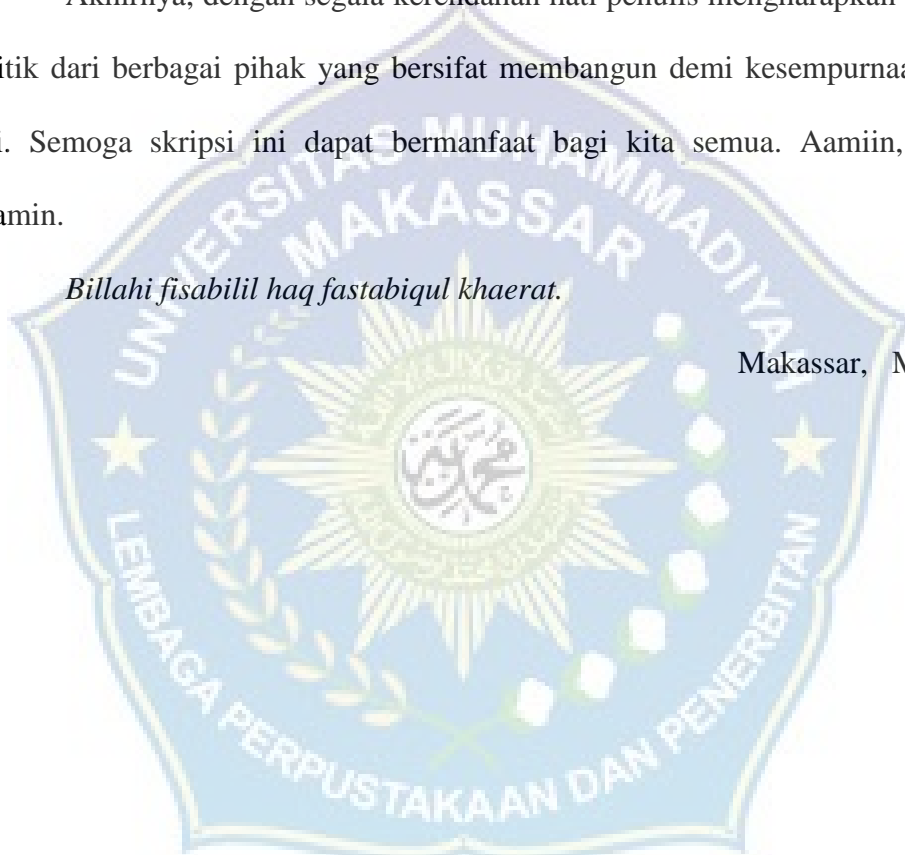 Akhirnya, dengan segala kerendahan hati penulis mengharapkan
itik dari berbagai pihak yang bersifat membangun demi kesempurnaa
i. Semoga skripsi ini dapat bermanfaat bagi kita semua. Aamiin,
amin.
Billahi fisabilil haq fastabiqul khaerat.
Makassar, M
UNIVERSITAS MUHAMMADIYAH
MAKASSAR
محمد
LEMBAGA PERPUSTAKAAN DAN PENERBITAN